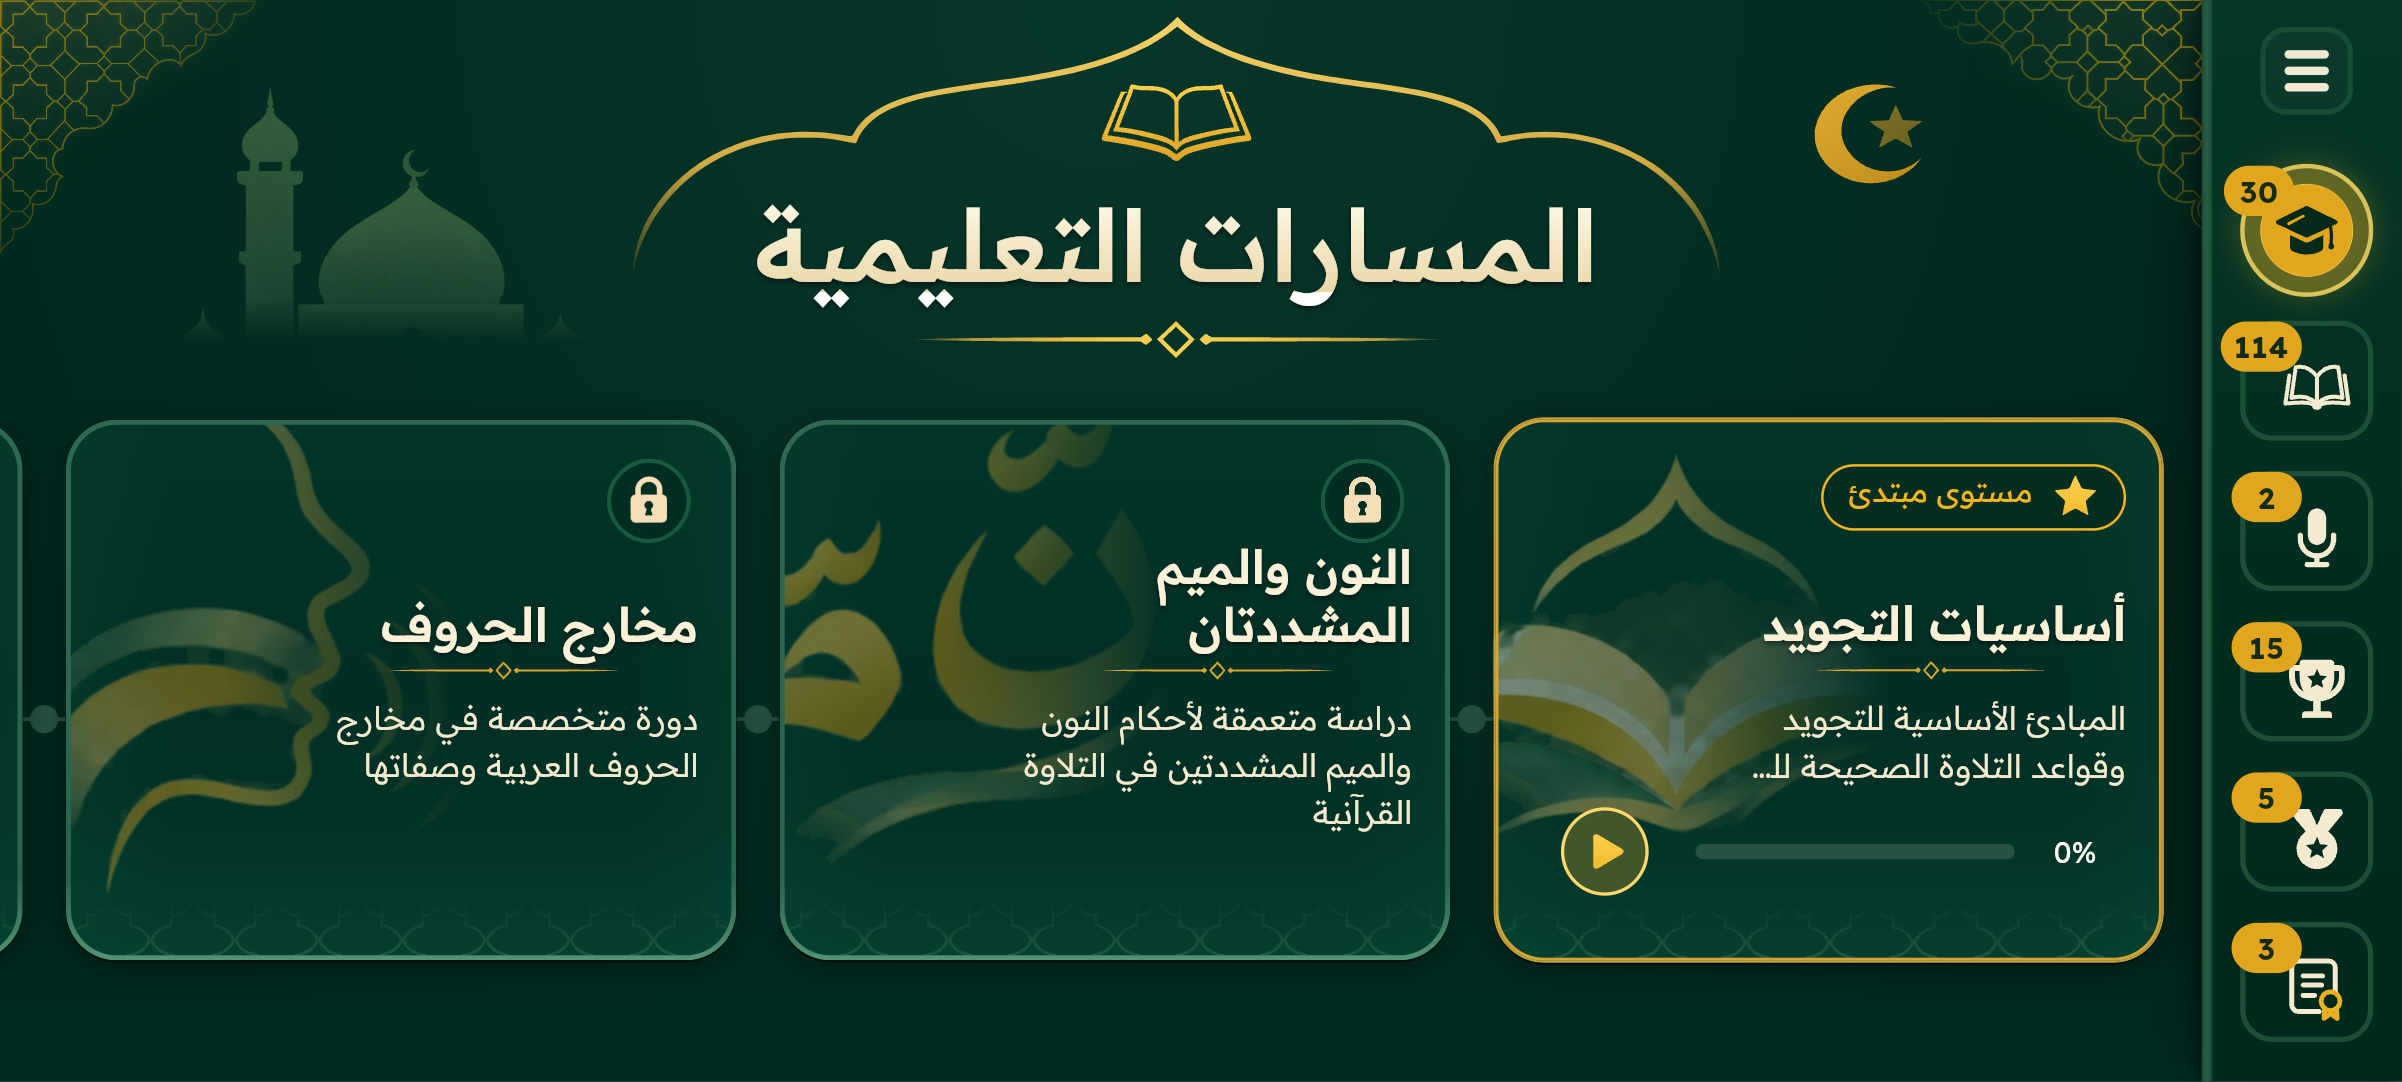 المسارات التعليمية
مستوى مبتدئ
أساسيات التجويد
المبادئ الأساسية للتجويد
وقواعد التلاوة الصحيحة للـ...
0%
النون والميم
المشددتان
دراسة متعمقة لأحكام النون
والميم المشددتين في التلاوة
القرآنية
مخارج الحروف
دورة متخصصة في مخارج
الحروف العربية وصفاتها
30
114
2
15
5
3